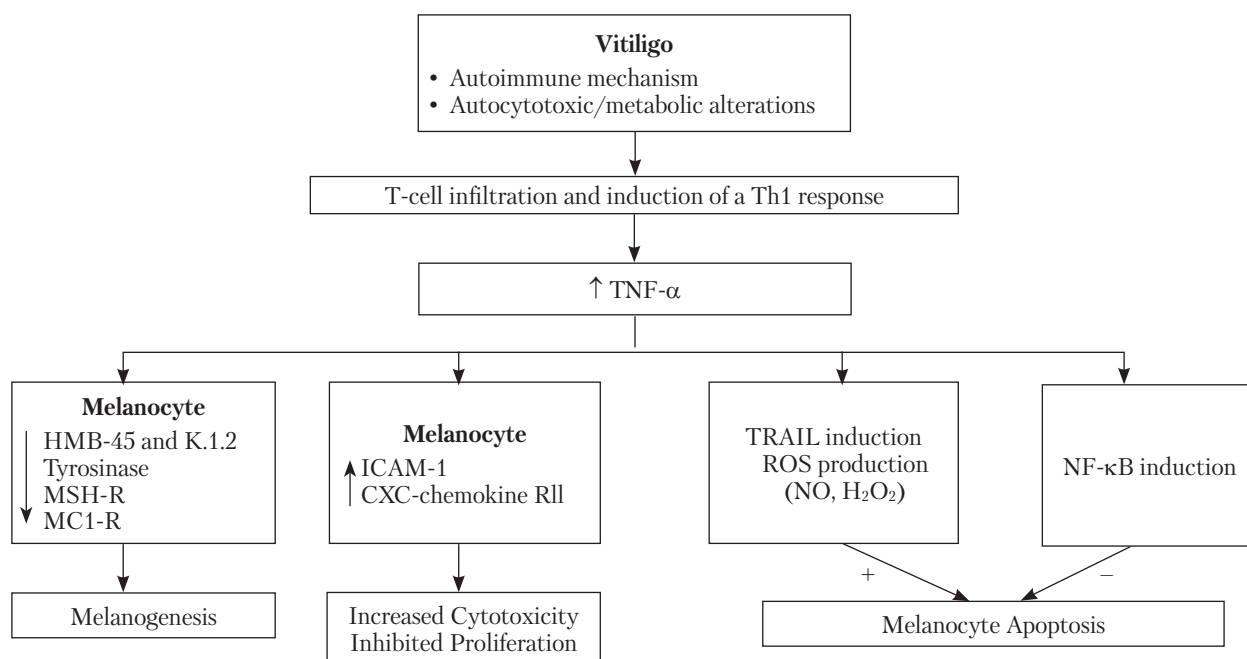 Vitiligo
• Autoimmune mechanism
• Autocytotoxic/metabolic alterations
T-cell infiltration and induction of a Th1 response
↑ TNF-α
Melanocyte
HMB-45 and K.1.2
Tyrosinase
MSH-R
MC1-R
Melanocyte
ICAM-1
CXC-chemokine Rll
TRAIL induction
ROS production
(NO, H₂O₂)
NF-κB induction
+
–
Melanogenesis
Increased Cytotoxicity
Inhibited Proliferation
Melanocyte Apoptosis